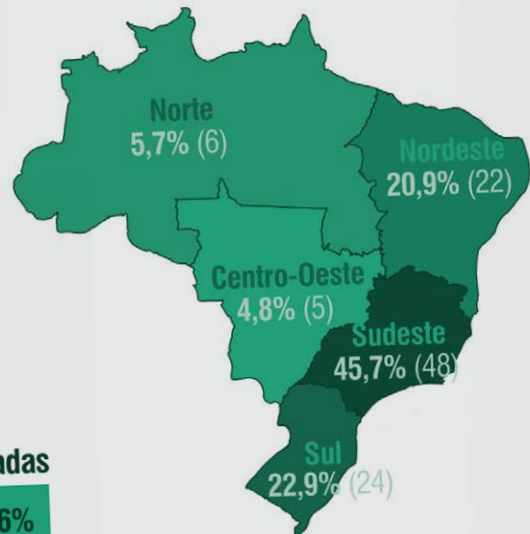 Norte
5,7% (6)
Nordeste
20,9% (22)
Centro-Oeste
4,8% (5)
Sudeste
45,7% (48)
Sul
22,9% (24)